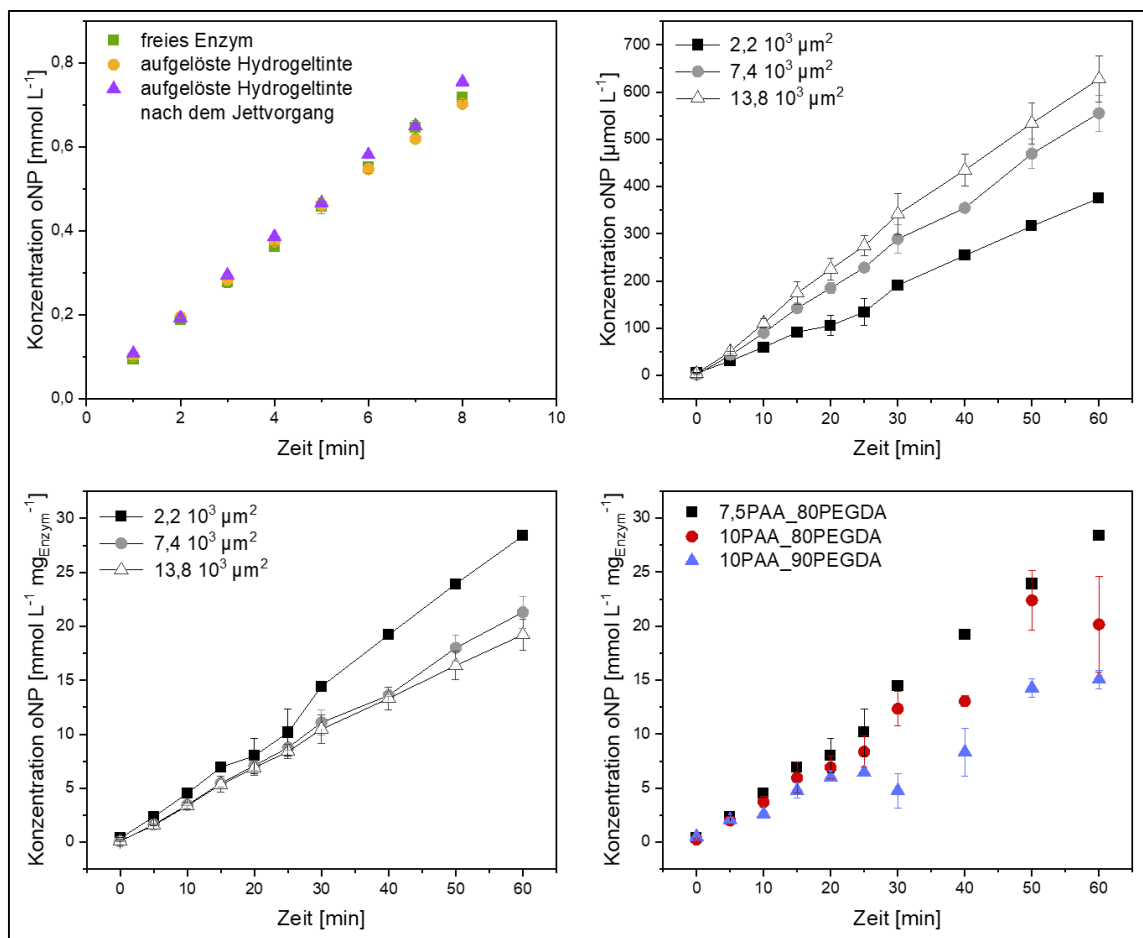 freies Enzym
aufgelöste Hydrogeltinte
aufgelöste Hydrogeltinte
nach dem Jettvorgang
Konzentration oNP [mmol L⁻¹]
0,8
0,6
0,4
0,2
0,0
0 2 4 6 8 10
Zeit [min]
2,2 10³ µm²
7,4 10³ µm²
13,8 10³ µm²
Konzentration oNP [µmol L⁻¹]
700
600
500
400
300
200
100
0
0 10 20 30 40 50 60
Zeit [min]
2,2 10³ µm²
7,4 10³ µm²
13,8 10³ µm²
Konzentration oNP [mmol L⁻¹ mg_Enzym⁻¹]
30
25
20
15
10
5
0
0 10 20 30 40 50 60
Zeit [min]
7,5PAA_80PEGDA
10PAA_80PEGDA
10PAA_90PEGDA
Konzentration oNP [mmol L⁻¹ mg_Enzym⁻¹]
30
25
20
15
10
5
0
0 10 20 30 40 50 60
Zeit [min]